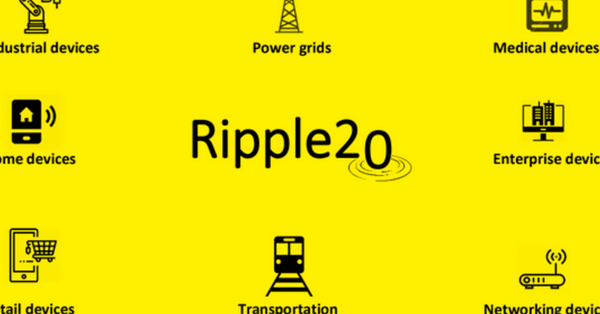 dustrial devices
Power grids
Medical devices
ome devices
Ripple20
Enterprise devic
tail devices
Transportation
Networking devic